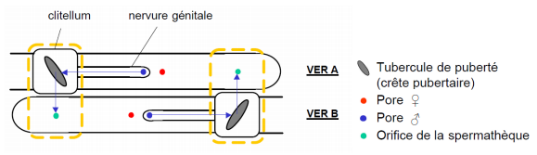 clitellum
nervure génitale
VER A
VER B
Tubercule de puberté
(crête pubertaire)
Pore ♀
Pore ♂
Orifice de la spermathèque